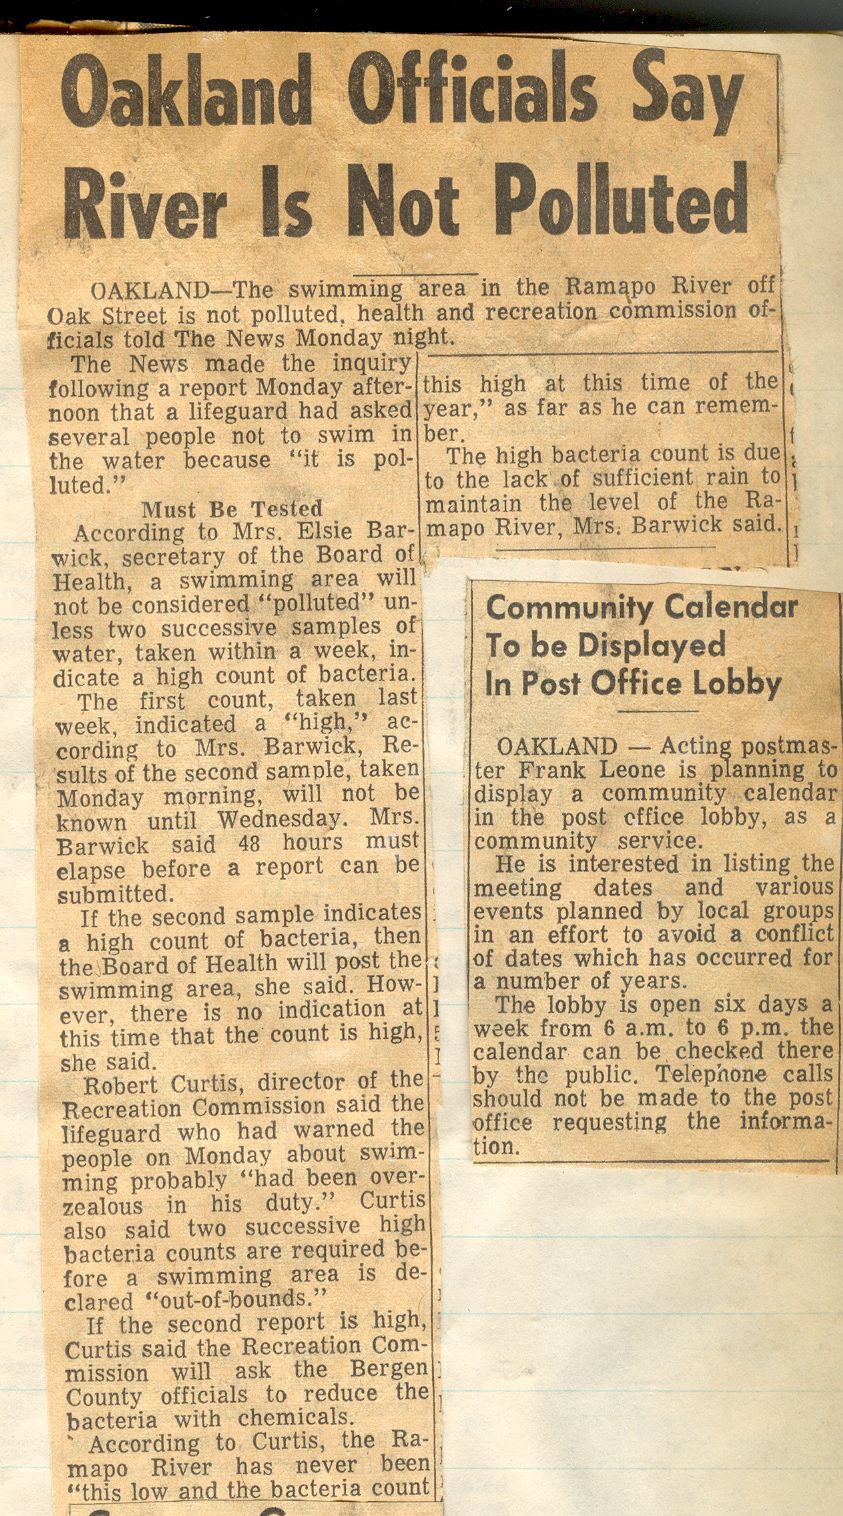 Oakland Officials Say
River Is Not Polluted
OAKLAND—The swimming area in the Ramapo River off
Oak Street is not polluted, health and recreation commission of-
ficials told The News Monday night.
The News made the inquiry
following a report Monday after-
noon that a lifeguard had asked
several people not to swim in
the water because "it is pol-
luted."
Must Be Tested
According to Mrs. Elsie Bar-
wick, secretary of the Board of
Health, a swimming area will
not be considered "polluted" un-
less two successive samples of
water, taken within a week, in-
dicate a high count of bacteria.
The first count, taken last
week, indicated a "high," ac-
cording to Mrs. Barwick, Re-
sults of the second sample, taken
Monday morning, will not be
known until Wednesday. Mrs.
Barwick said 48 hours must
elapse before a report can be
submitted.
If the second sample indicates
a high count of bacteria, then
the Board of Health will post the
swimming area, she said. How-
ever, there is no indication at
this time that the count is high,
she said.
Robert Curtis, director of the
Recreation Commission said the
lifeguard who had warned the
people on Monday about swim-
ming probably "had been over-
zealous in his duty." Curtis
also said two successive high
bacteria counts are required be-
fore a swimming area is de-
clared "out-of-bounds."
If the second report is high,
Curtis said the Recreation Com-
mission will ask the Bergen
County officials to reduce the
bacteria with chemicals.
According to Curtis, the Ra-
mapo River has never been
"this low and the bacteria count
this high at this time of the
year," as far as he can remem-
ber.
The high bacteria count is due
to the lack of sufficient rain to
maintain the level of the Ra-
mapo River, Mrs. Barwick said.
Community Calendar
To be Displayed
In Post Office Lobby
OAKLAND — Acting postmas-
ter Frank Leone is planning to
display a community calendar
in the post office lobby, as a
community service.
He is interested in listing the
meeting dates and various
events planned by local groups
in an effort to avoid a conflict
of dates which has occurred for
a number of years.
The lobby is open six days a
week from 6 a.m. to 6 p.m. the
calendar can be checked there
by the public. Telephone calls
should not be made to the post
office requesting the informa-
tion.